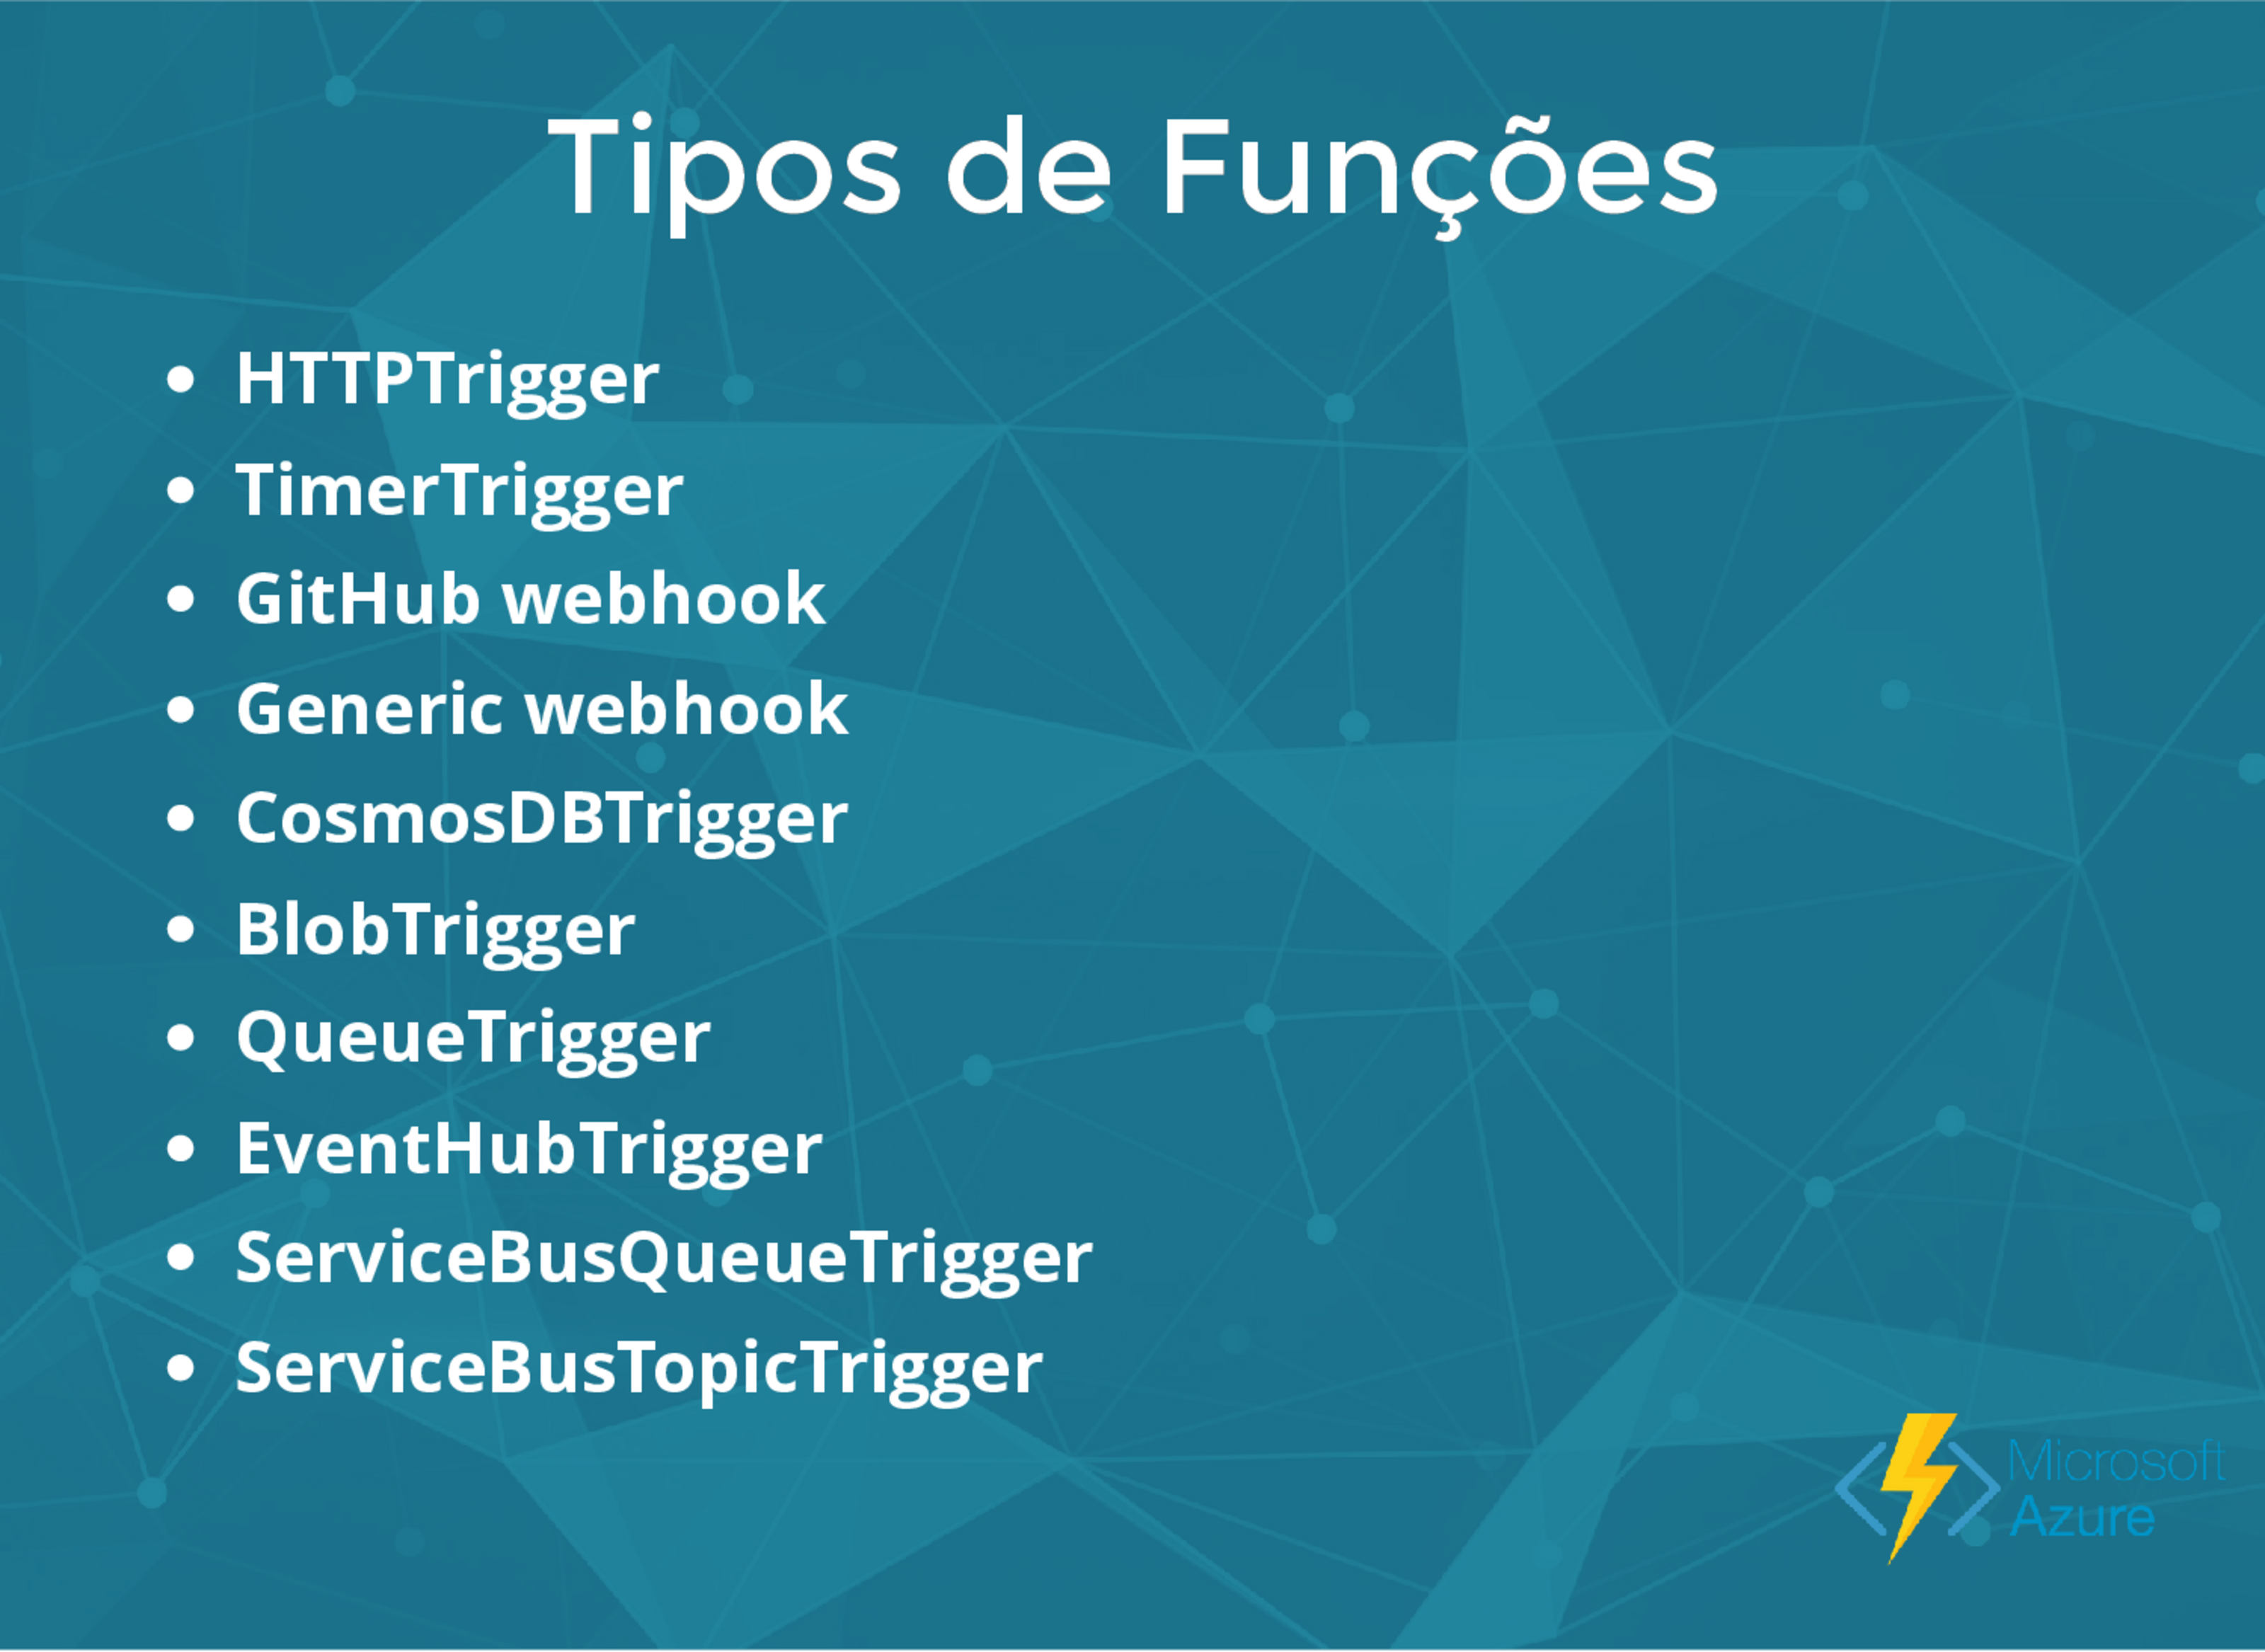 Tipos de Funções
• HTTPTrigger
• TimerTrigger
• GitHub webhook
• Generic webhook
• CosmosDBTrigger
• BlobTrigger
• QueueTrigger
• EventHubTrigger
• ServiceBusQueueTrigger
• ServiceBusTopicTrigger
Microsoft
Azure